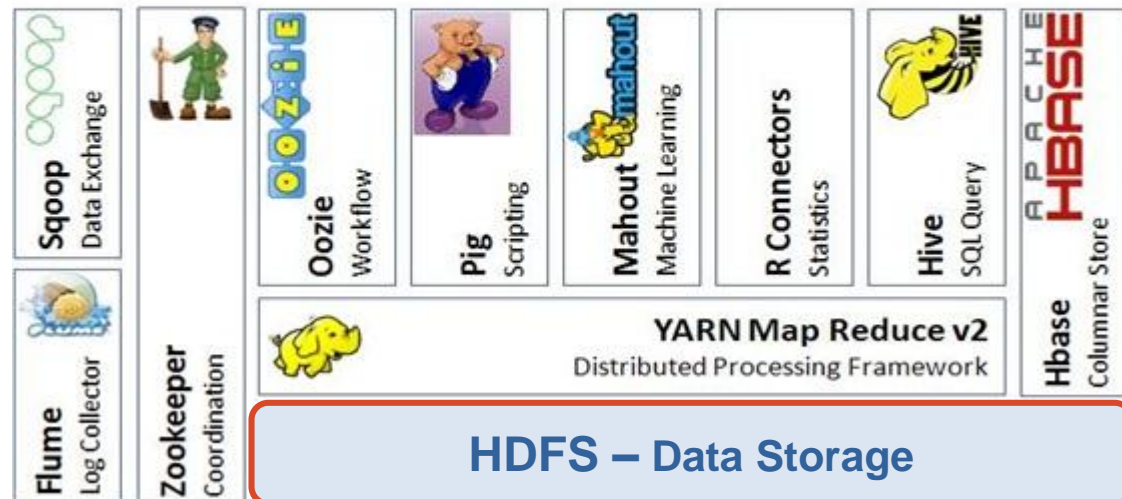 sqoop
Sqoop
Data Exchange
Flume
Flume
Log Collector
Zookeeper
Coordination
OOZIE
Oozie
Workflow
Pig
Scripting
mahout
Mahout
Machine Learning
R Connectors
Statistics
HIVE
Hive
SQL Query
APACHE
HBASE
Hbase
Columnar Store
YARN Map Reduce v2
Distributed Processing Framework
HDFS – Data Storage